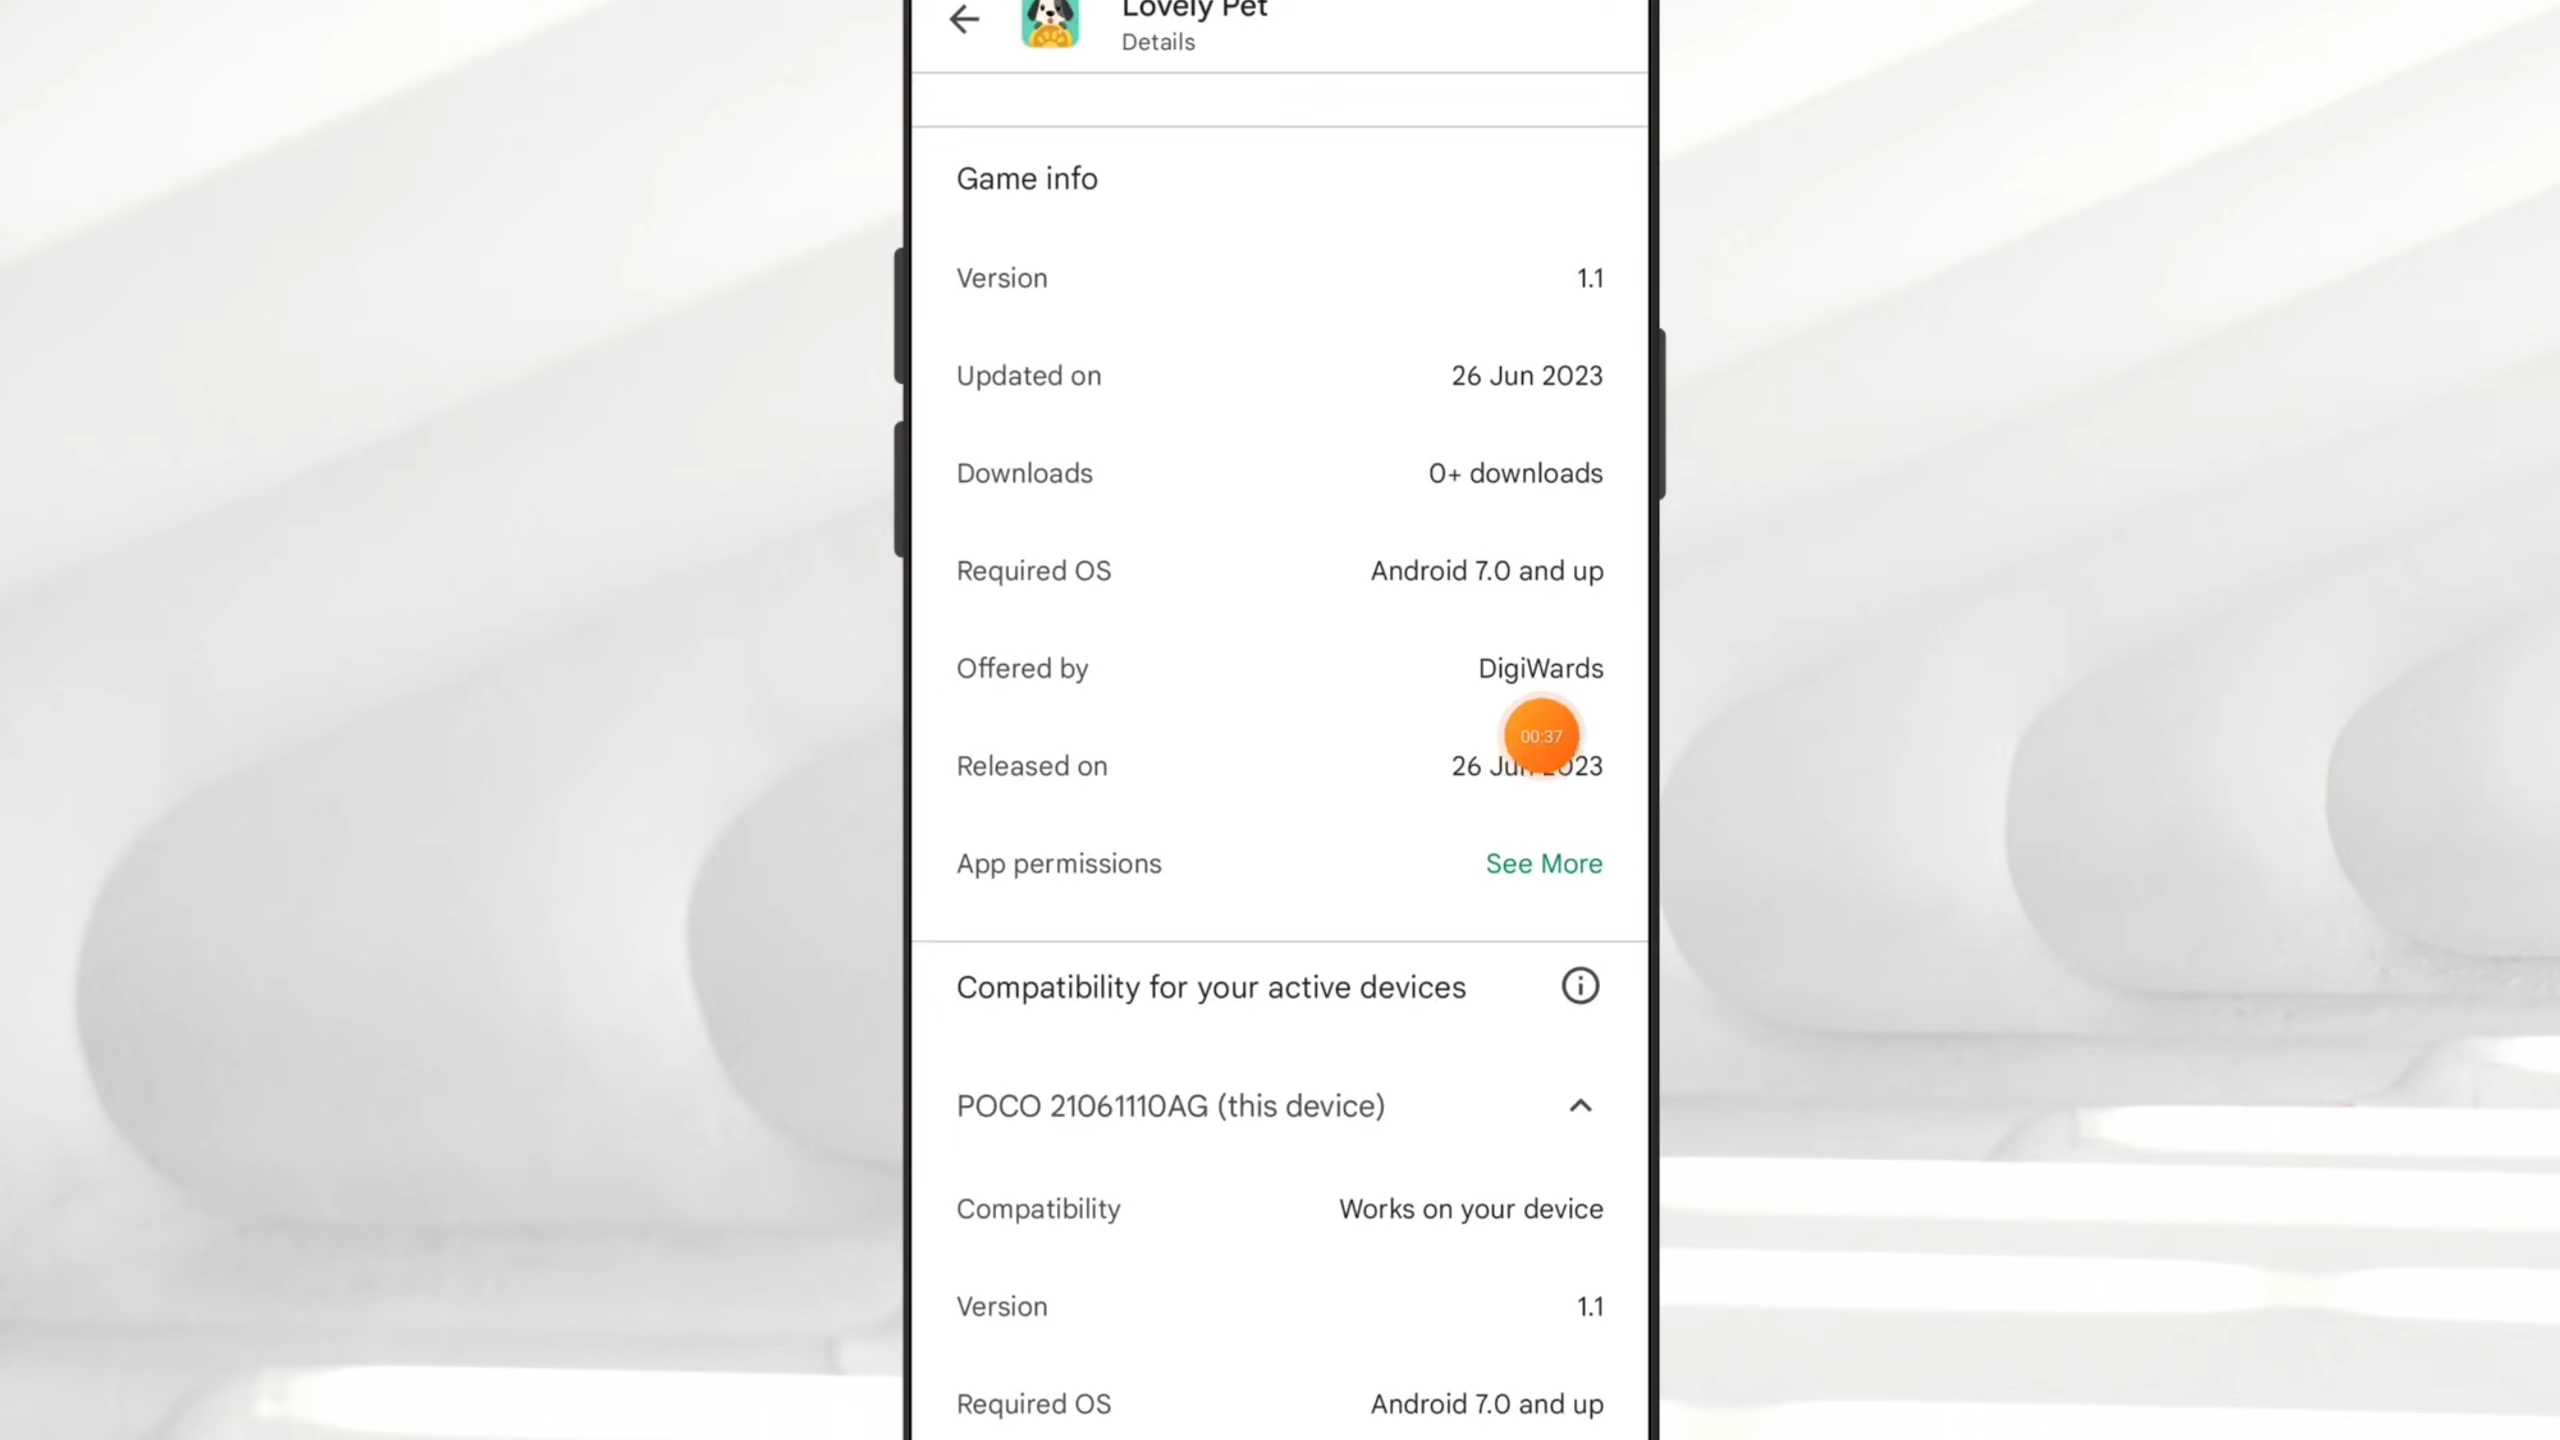 Lovely Pet
Details
Game info
Version 1.1
Updated on 26 Jun 2023
Downloads 0+ downloads
Required OS Android 7.0 and up
Offered by DigiWards
00:37
Released on 26 Jun 2023
App permissions See More
Compatibility for your active devices
POCO 21061110AG (this device)
Compatibility Works on your device
Version 1.1
Required OS Android 7.0 and up